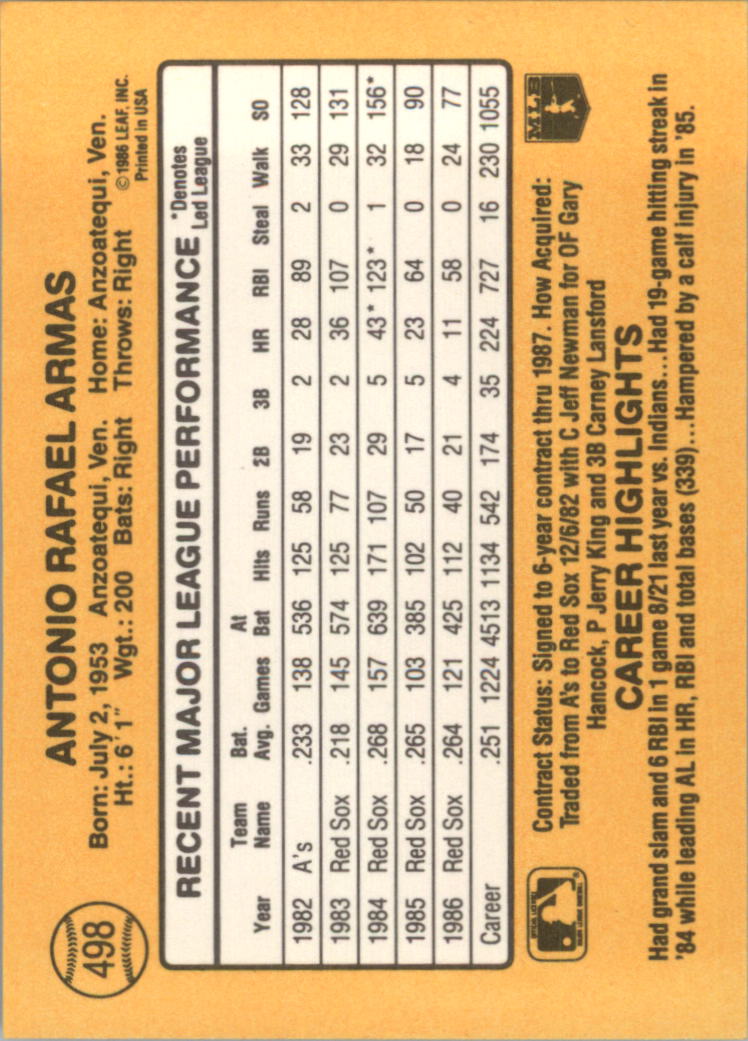 498
ANTONIO RAFAEL ARMAS
Born: July 2, 1953 Anzoatequi, Ven. Home: Anzoatequi, Ven.
Ht.: 6'1" Wgt.: 200 Bats: Right Throws: Right
©1986 LEAF, INC.
Printed in USA
RECENT MAJOR LEAGUE PERFORMANCE
*Denotes
Led League
Year Team Name Bat. Avg. Games At Bat Hits Runs 2B 3B HR RBI Steal Walk SO
1982 A's .233 138 536 125 58 19 2 28 89 2 33 128
1983 Red Sox .218 145 574 125 77 23 2 36 107 0 29 131
1984 Red Sox .268 157 639 171 107 29 5 43* 123* 1 32 156*
1985 Red Sox .265 103 385 102 50 17 5 23 64 0 18 90
1986 Red Sox .264 121 425 112 40 21 4 11 58 0 24 77
Career .251 1224 4513 1134 542 174 35 224 727 16 230 1055
Contract Status: Signed to 6-year contract thru 1987. How Acquired:
Traded from A's to Red Sox 12/6/82 with C Jeff Newman for OF Gary
Hancock, P Jerry King and 3B Carney Lansford
MLB
CAREER HIGHLIGHTS
Had grand slam and 6 RBI in 1 game 8/21 last year vs. Indians...Had 19-game hitting streak in
'84 while leading AL in HR, RBI and total bases (339)...Hampered by a calf injury in '85.